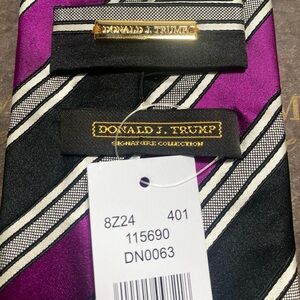 DONALD J. TRUMP
DONALD J. TRUMP
SIGNATURE COLLECTION
8Z24 401
115690
DN0063